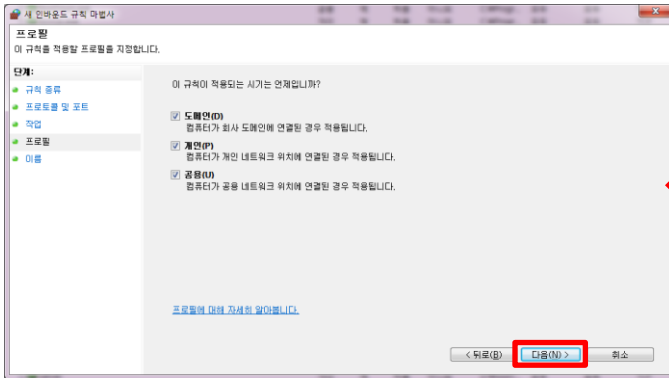 새 인바운드 규칙 마법사
프로필
이 규칙을 적용할 프로필을 지정합니다.
단계:
규칙 종류
프로토콜 및 포트
작업
프로필
이름
이 규칙이 적용되는 시기는 언제입니까?
도메인(D)
컴퓨터가 회사 도메인에 연결된 경우 적용됩니다.
개인(P)
컴퓨터가 개인 네트워크 위치에 연결된 경우 적용됩니다.
공용(U)
컴퓨터가 공용 네트워크 위치에 연결된 경우 적용됩니다.
프로필에 대해 자세히 알아봅니다.
< 뒤로(B) 다음(N) > 취소